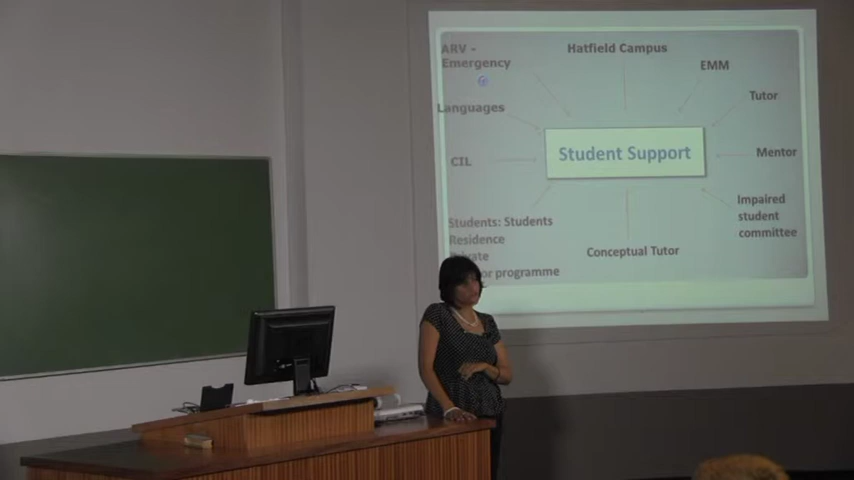 ARV –
Emergency
Hatfield Campus
EMM
Tutor
Languages
Student Support
CIL
Mentor
Impaired
student
committee
Students: Students
Residence
Conceptual Tutor
programme